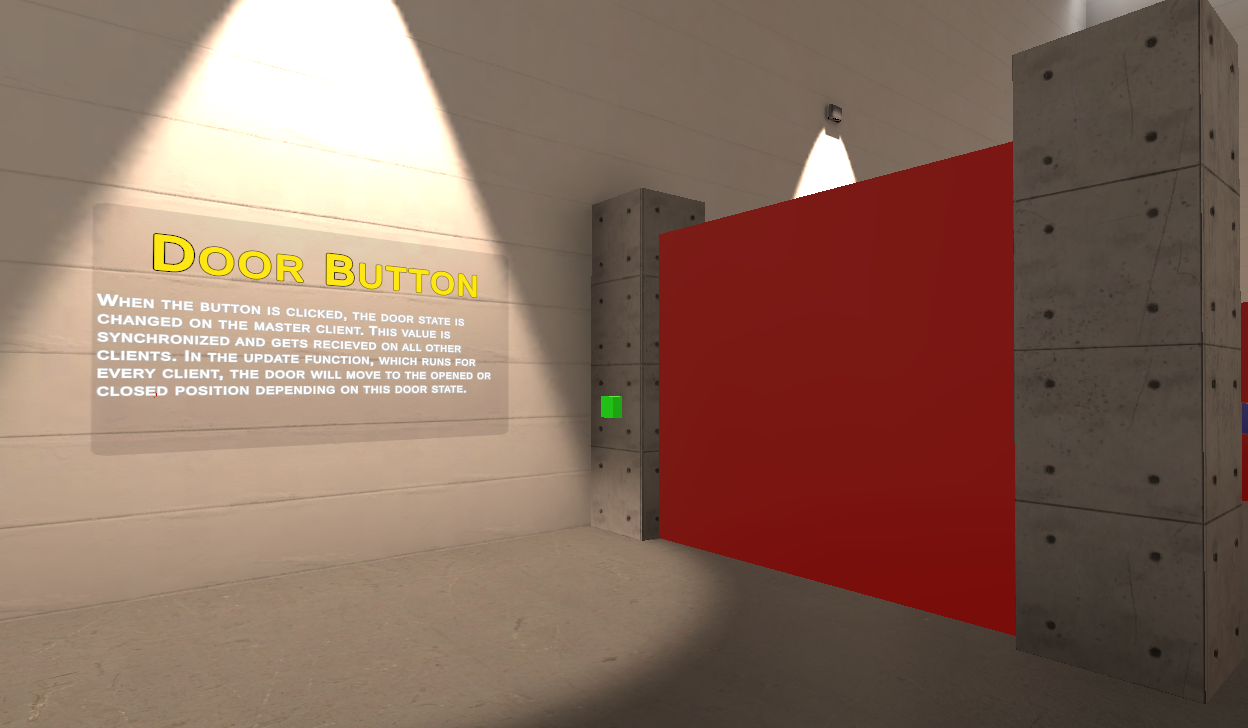 DOOR BUTTON
WHEN THE BUTTON IS CLICKED, THE DOOR STATE IS
CHANGED ON THE MASTER CLIENT. THIS VALUE IS
SYNCHRONIZED AND GETS RECIEVED ON ALL OTHER
CLIENTS. IN THE UPDATE FUNCTION, WHICH RUNS FOR
EVERY CLIENT, THE DOOR WILL MOVE TO THE OPENED OR
CLOSED POSITION DEPENDING ON THIS DOOR STATE.